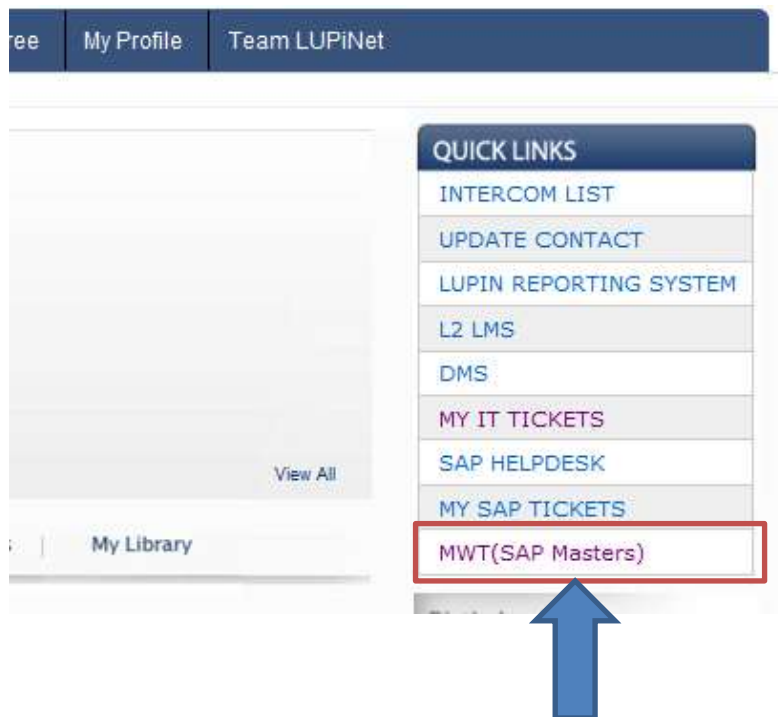 ree My Profile Team LUPiNet
QUICK LINKS
INTERCOM LIST
UPDATE CONTACT
LUPIN REPORTING SYSTEM
L2 LMS
DMS
MY IT TICKETS
View All
SAP HELPDESK
MY SAP TICKETS
My Library
MWT(SAP Masters)